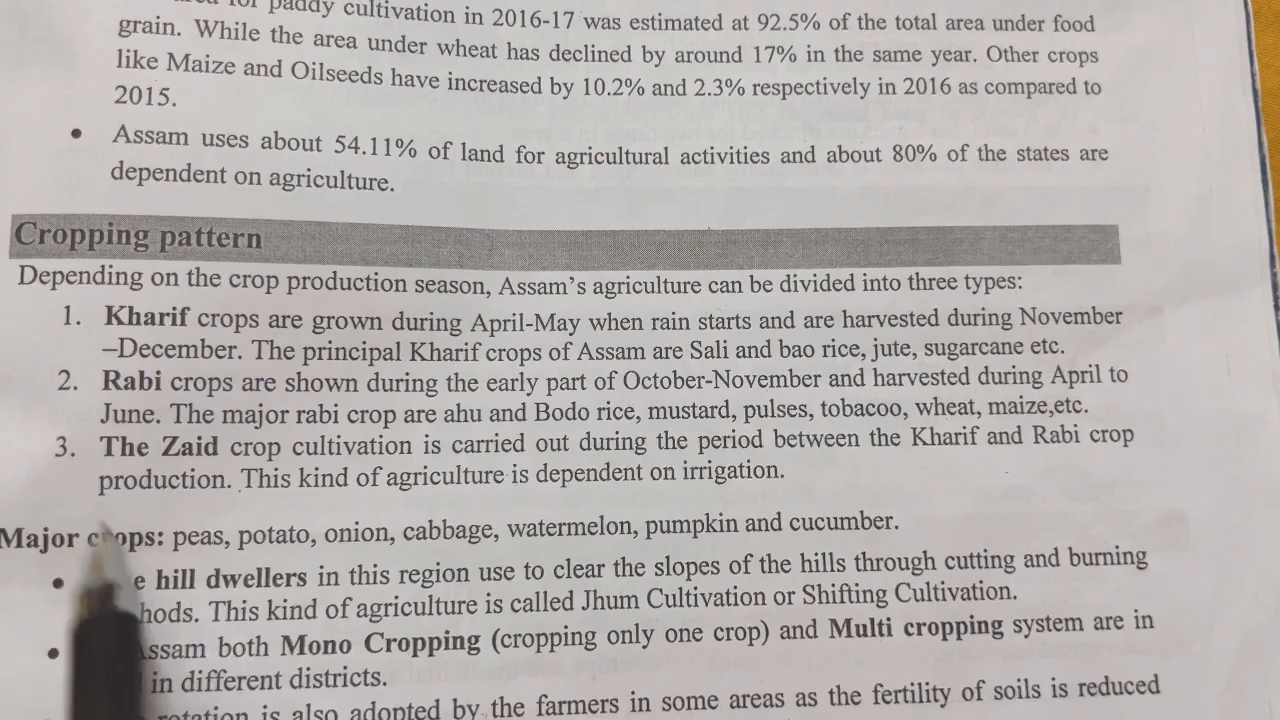 for paddy cultivation in 2016-17 was estimated at 92.5% of the total area under food
grain. While the area under wheat has declined by around 17% in the same year. Other crops
like Maize and Oilseeds have increased by 10.2% and 2.3% respectively in 2016 as compared to
2015.
• Assam uses about 54.11% of land for agricultural activities and about 80% of the states are
dependent on agriculture.
Cropping pattern
Depending on the crop production season, Assam's agriculture can be divided into three types:
1. Kharif crops are grown during April-May when rain starts and are harvested during November
–December. The principal Kharif crops of Assam are Sali and bao rice, jute, sugarcane etc.
2. Rabi crops are shown during the early part of October-November and harvested during April to
June. The major rabi crop are ahu and Bodo rice, mustard, pulses, tobacoo, wheat, maize,etc.
3. The Zaid crop cultivation is carried out during the period between the Kharif and Rabi crop
production. This kind of agriculture is dependent on irrigation.
Major crops: peas, potato, onion, cabbage, watermelon, pumpkin and cucumber.
• hill dwellers in this region use to clear the slopes of the hills through cutting and burning
This kind of agriculture is called Jhum Cultivation or Shifting Cultivation.
• Assam both Mono Cropping (cropping only one crop) and Multi cropping system are in
in different districts.
rotation is also adopted by the farmers in some areas as the fertility of soils is reduced